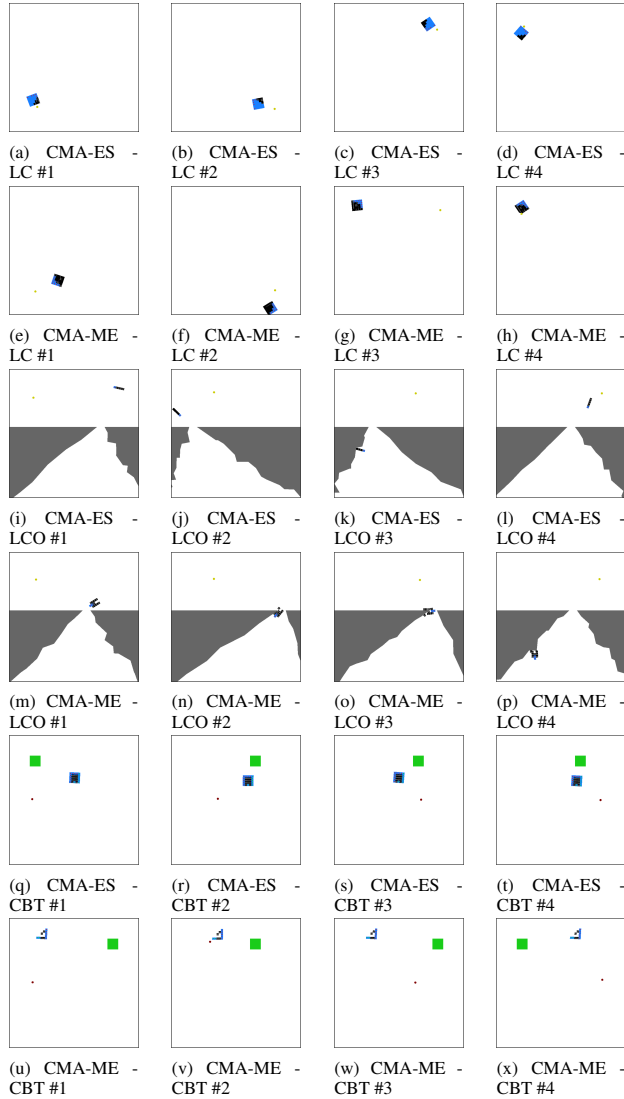 (a) CMA-ES -
LC #1
(b) CMA-ES -
LC #2
(c) CMA-ES -
LC #3
(d) CMA-ES -
LC #4
(e) CMA-ME -
LC #1
(f) CMA-ME -
LC #2
(g) CMA-ME -
LC #3
(h) CMA-ME -
LC #4
(i) CMA-ES -
LCO #1
(j) CMA-ES -
LCO #2
(k) CMA-ES -
LCO #3
(l) CMA-ES -
LCO #4
(m) CMA-ME -
LCO #1
(n) CMA-ME -
LCO #2
(o) CMA-ME -
LCO #3
(p) CMA-ME -
LCO #4
(q) CMA-ES -
CBT #1
(r) CMA-ES -
CBT #2
(s) CMA-ES -
CBT #3
(t) CMA-ES -
CBT #4
(u) CMA-ME -
CBT #1
(v) CMA-ME -
CBT #2
(w) CMA-ME -
CBT #3
(x) CMA-ME -
CBT #4